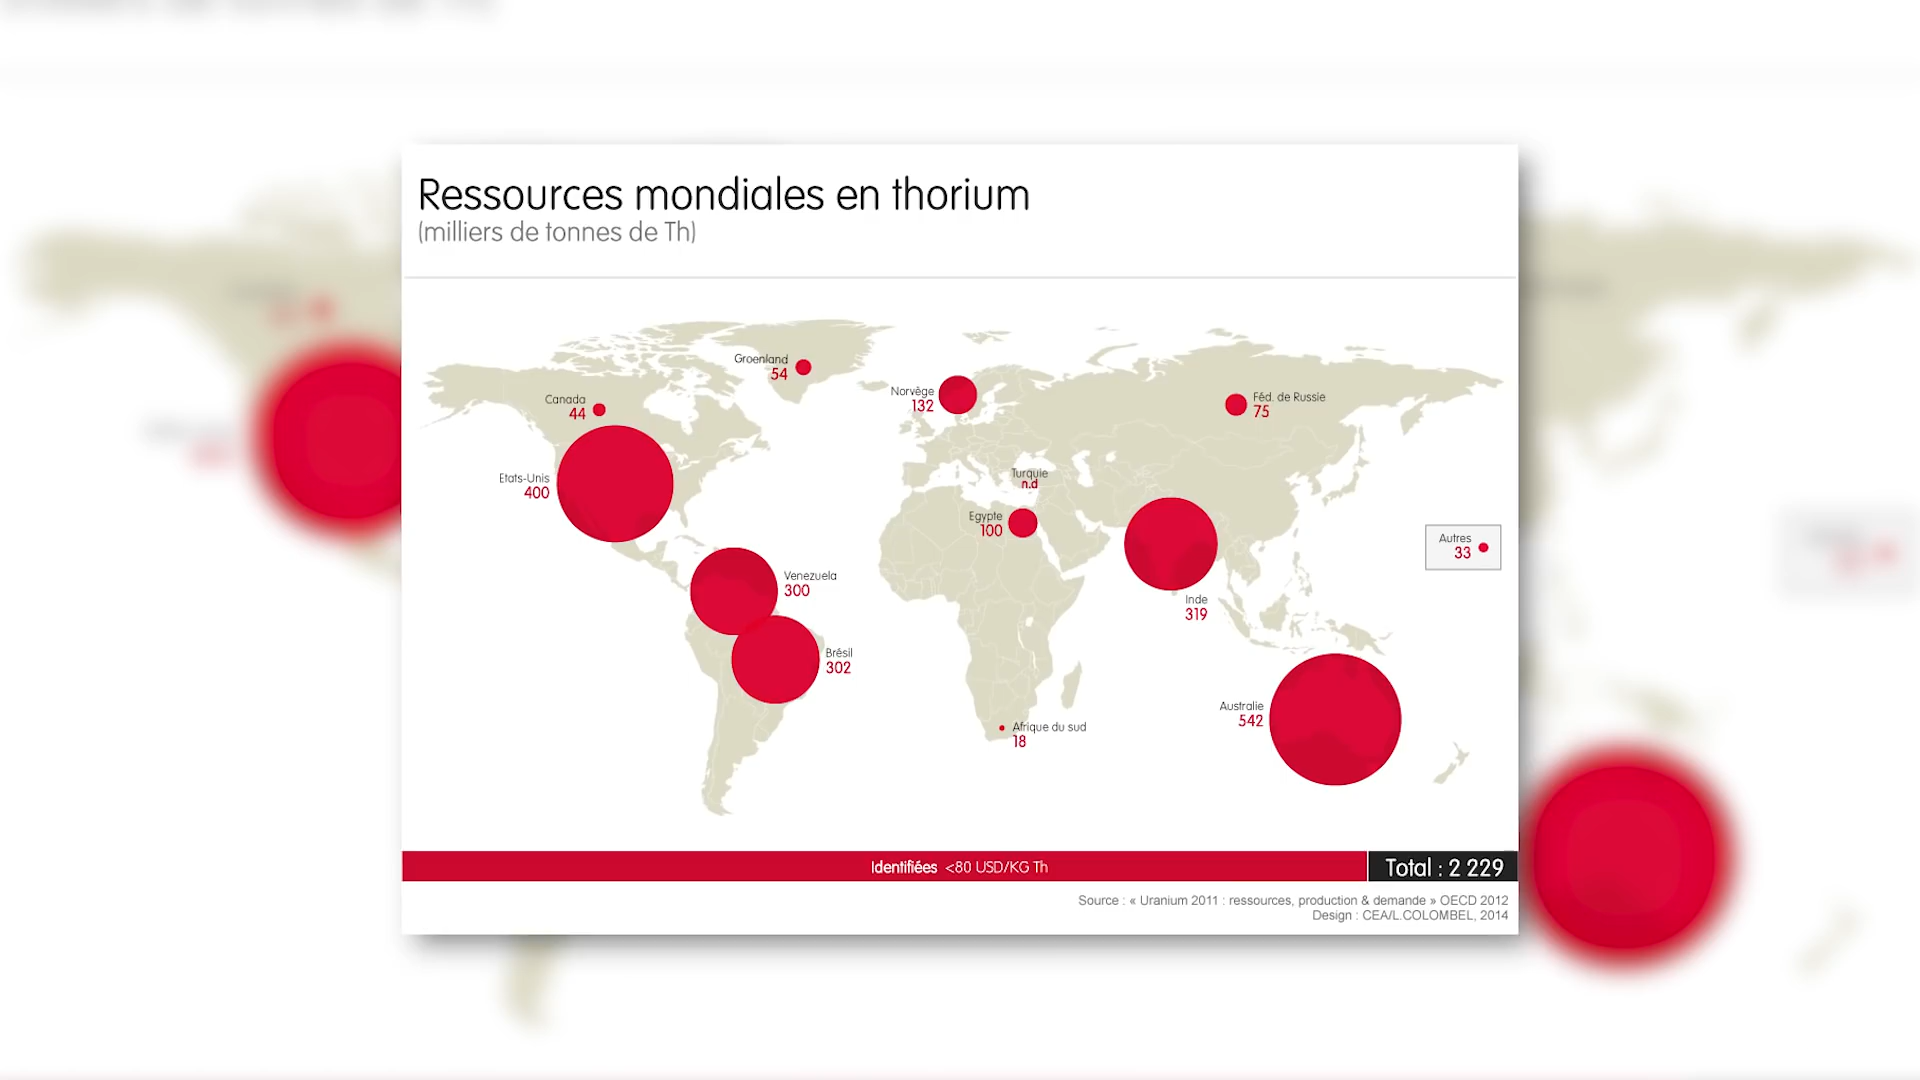 Ressources mondiales en thorium
(milliers de tonnes de Th)
Groenland
54
Canada
44
Norvège
132
Féd. de Russie
75
Etats-Unis
400
Turquie
n.d
Egypte
100
Autres
33
Venezuela
300
Inde
319
Brésil
302
Australie
542
Afrique du sud
18
Identifiées <80 USD/KG Th
Total : 2 229
Source : « Uranium 2011 : ressources, production & demande » OECD 2012
Design : CEA/L.COLOMBEL, 2014